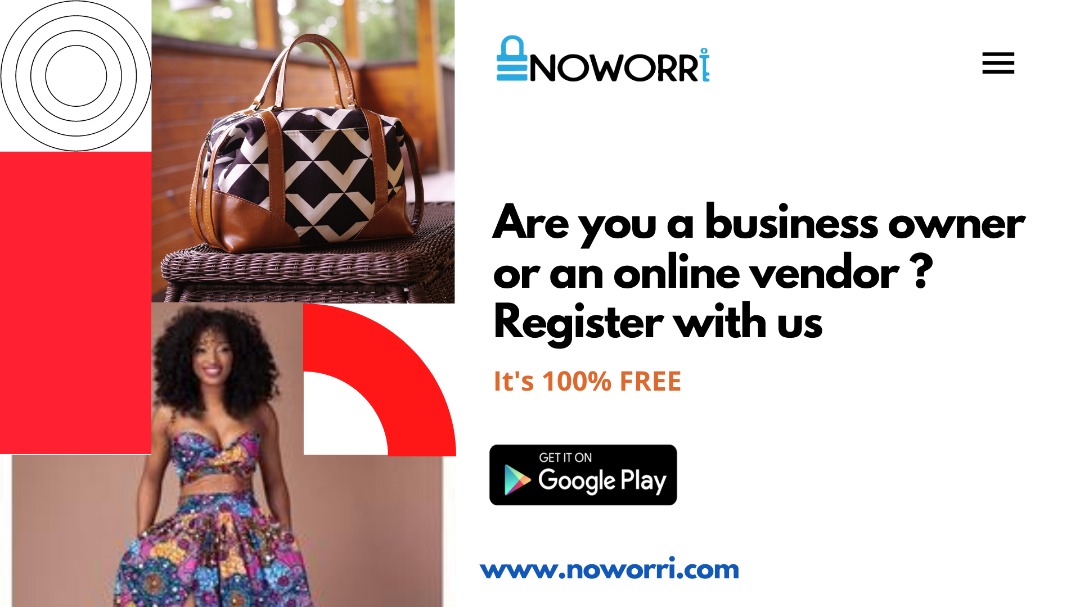 NOWORRi
Are you a business owner
or an online vendor ?
Register with us
It's 100% FREE
GET IT ON
Google Play
www.noworri.com